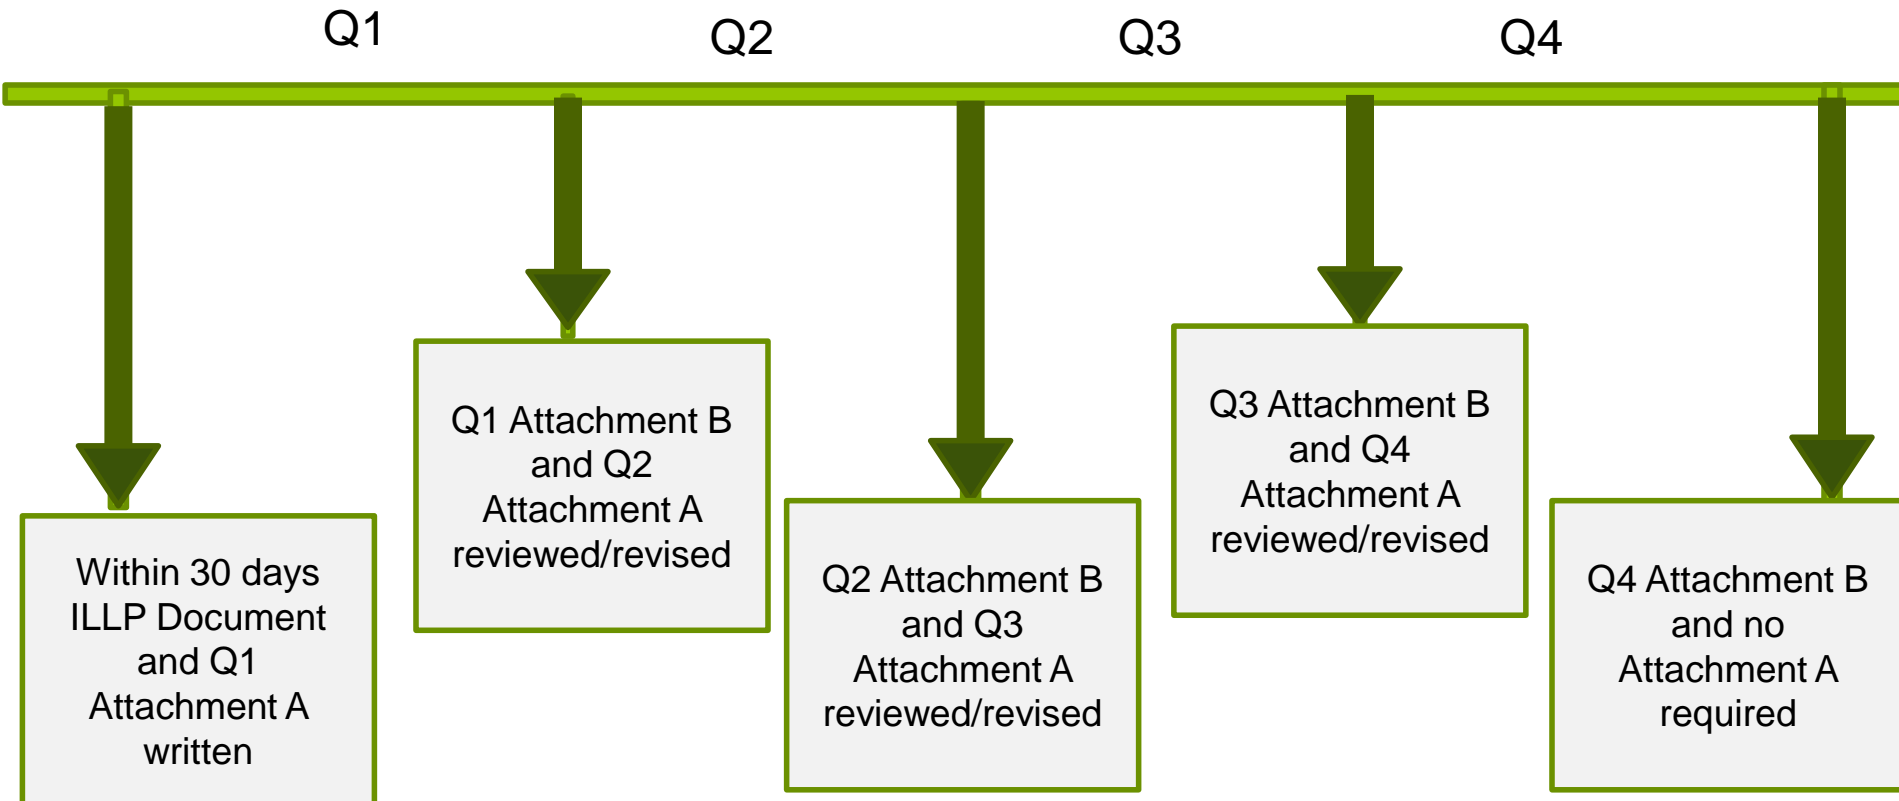 Q1
Q2
Q3
Q4
Within 30 days
ILLP Document
and Q1
Attachment A
written
Q1 Attachment B
and Q2
Attachment A
reviewed/revised
Q2 Attachment B
and Q3
Attachment A
reviewed/revised
Q3 Attachment B
and Q4
Attachment A
reviewed/revised
Q4 Attachment B
and no
Attachment A
required